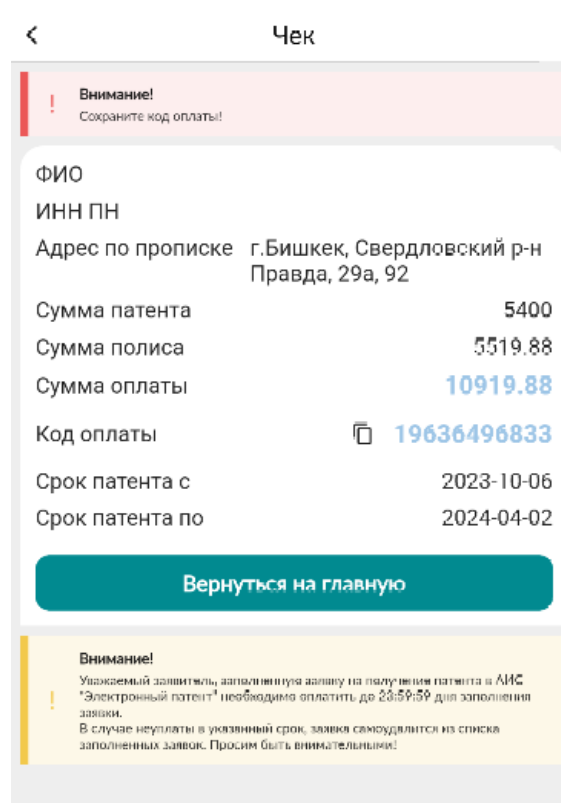 Чек
Внимание!
Сохраните код оплаты!
ФИО
ИНН ПН
Адрес по прописке г.Бишкек, Свердловский р-н
Правда, 29а, 92
Сумма патента 5400
Сумма полиса 5519.88
Сумма оплаты 10919.88
Код оплаты 19636496833
Срок патента с 2023-10-06
Срок патента по 2024-04-02
Вернуться на главную
Внимание!
Уважаемый заявитель, заполненную заявку на получение патента в АИС
"Электронный патент" необходимо оплатить до 23:59:59 дня заполнения
заявки.
В случае неуплаты в указанный срок, заявка самоудалится из списка
заполненных заявок. Просим быть внимательными!